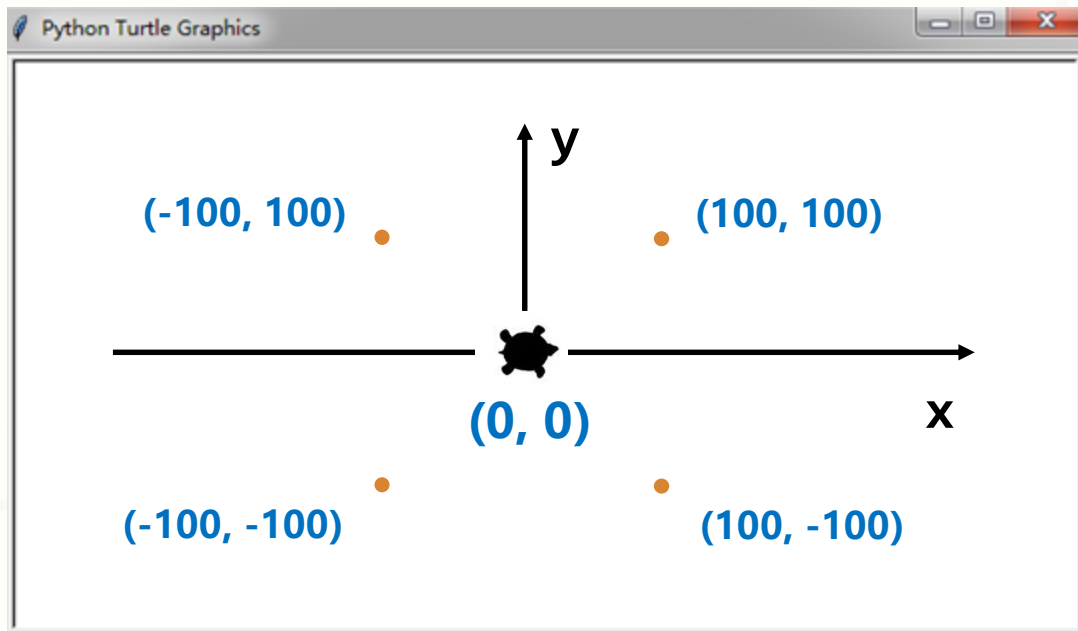 Python Turtle Graphics
y
(-100, 100)
(100, 100)
(0, 0)
x
(-100, -100)
(100, -100)